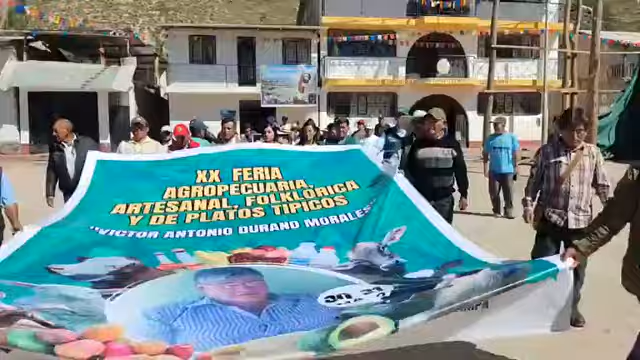 XX FERIA
AGROPECUARIA,
ARTESANAL, FOLKLÓRICA
Y DE PLATOS TÍPICOS
"VICTOR ANTONIO DURAND MORALES"